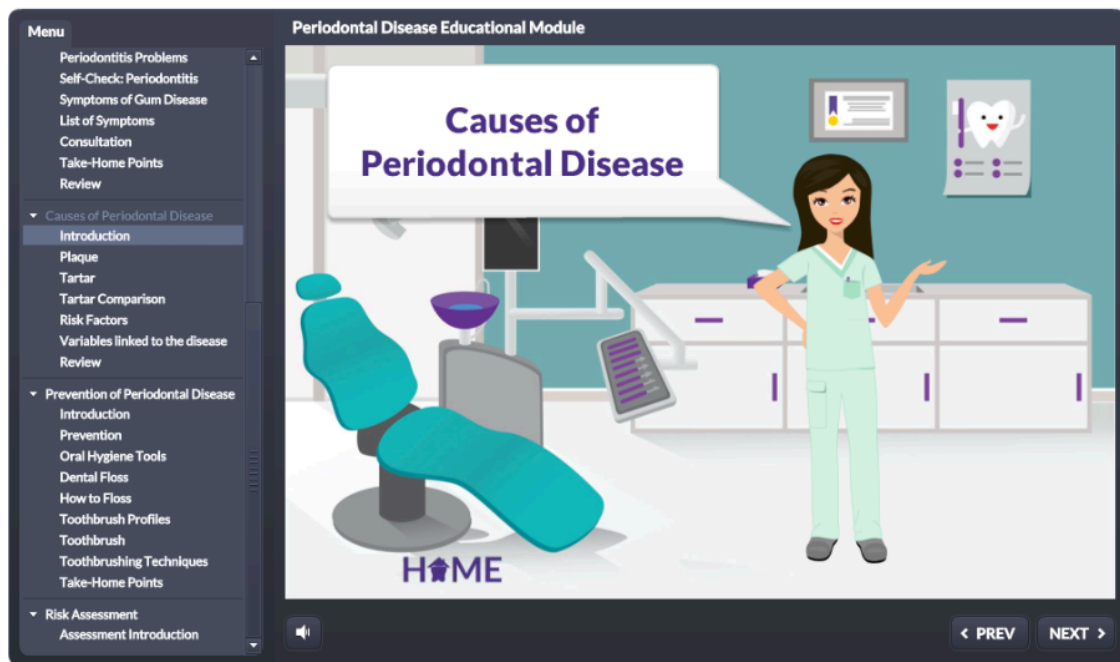 Menu
Periodontitis Problems
Self-Check: Periodontitis
Symptoms of Gum Disease
List of Symptoms
Consultation
Take-Home Points
Review
Causes of Periodontal Disease
Introduction
Plaque
Tartar
Tartar Comparison
Risk Factors
Variables linked to the disease
Review
Prevention of Periodontal Disease
Introduction
Prevention
Oral Hygiene Tools
Dental Floss
How to Floss
Toothbrush Profiles
Toothbrush
Toothbrushing Techniques
Take-Home Points
Risk Assessment
Assessment Introduction
Periodontal Disease Educational Module
Causes of
Periodontal Disease
HOME
< PREV
NEXT >